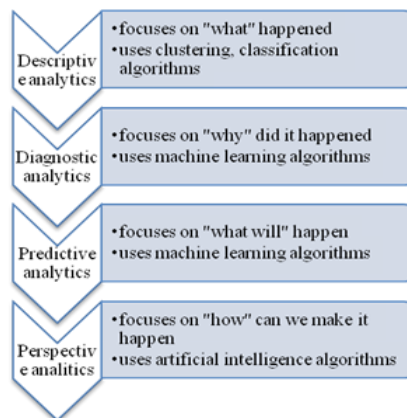 Descriptiv
e analytics
•focuses on "what" happened
•uses clustering, classification
algorithms
Diagnostic
analytics
•focuses on "why" did it happened
•uses machine learning algorithms
Predictive
analytics
•focuses on "what will" happen
•uses machine learning algorithms
Perspectiv
e analitics
•focuses on "how" can we make it
happen
•uses artificial intelligence algorithms